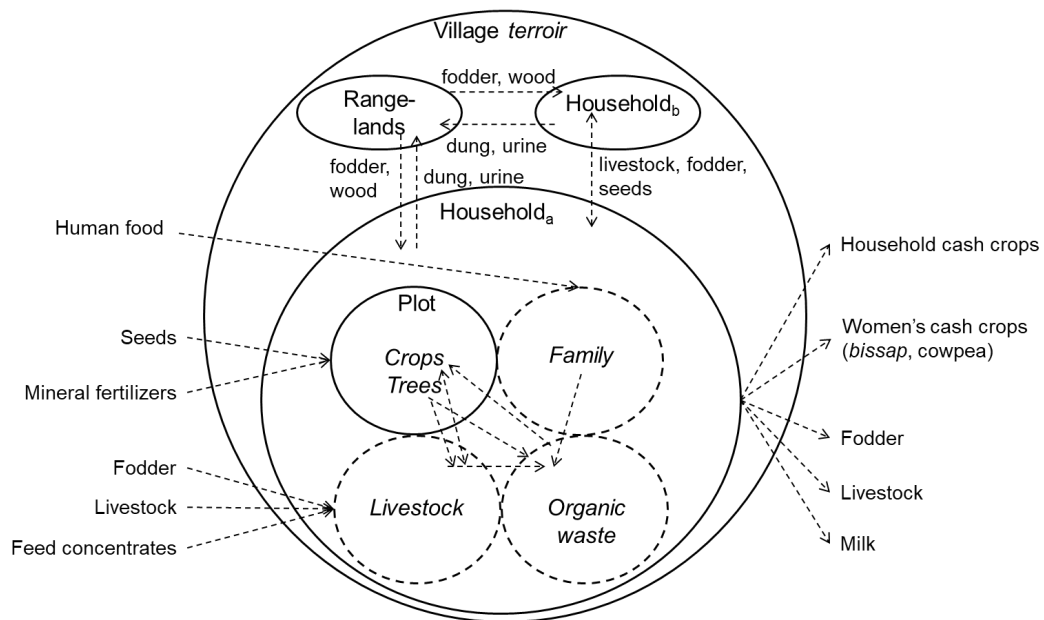 Village terroir
fodder, wood
Range-
lands
Household_b
dung, urine
fodder,
wood
dung, urine
livestock, fodder,
seeds
Household_a
Human food
Household cash crops
Plot
Seeds
Crops
Trees
Family
Women's cash crops
(bissap, cowpea)
Mineral fertilizers
Fodder
Fodder
Livestock
Livestock
Organic
waste
Livestock
Feed concentrates
Milk